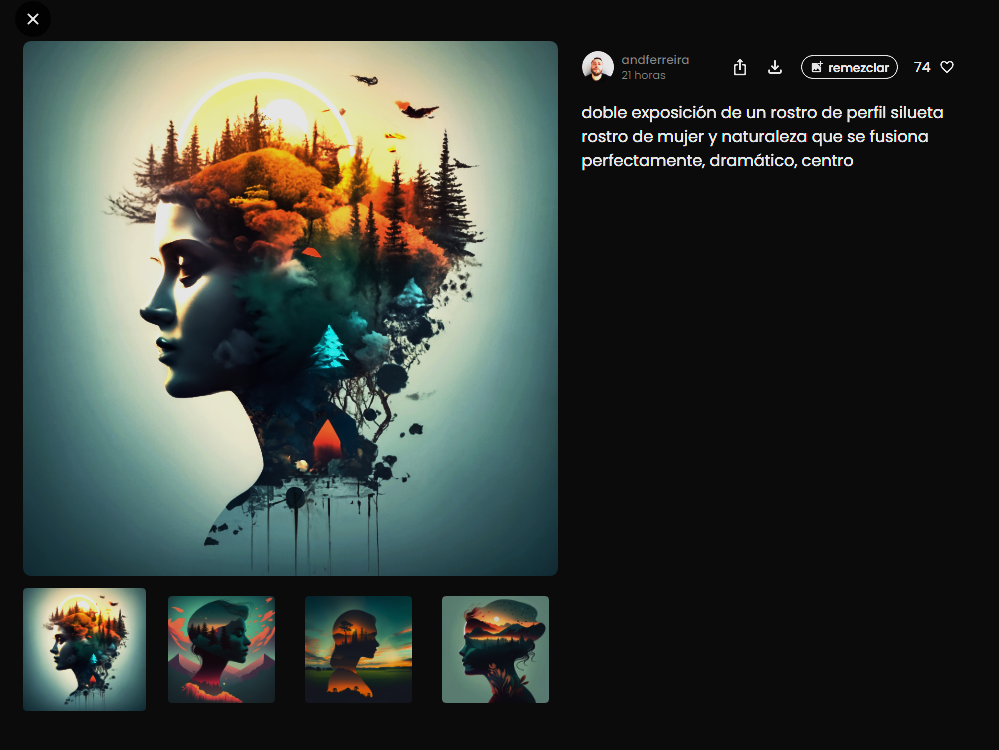 andferreira
21 horas
remezclar
74
doble exposición de un rostro de perfil silueta
rostro de mujer y naturaleza que se fusiona
perfectamente, dramático, centro